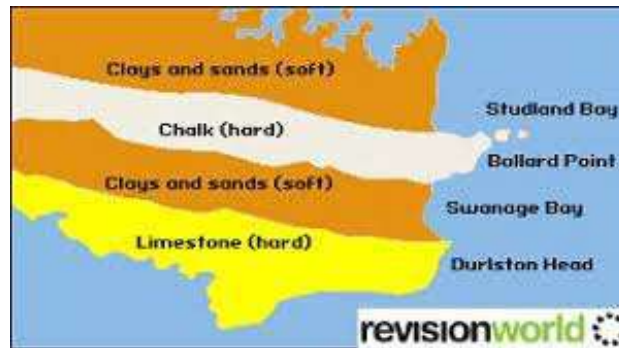 Clays and sands (soft)
Studland Bay
Chalk (hard)
Ballard Point
Clays and sands (soft)
Swanage Bay
Limestone (hard)
Durlston Head
revisionworld